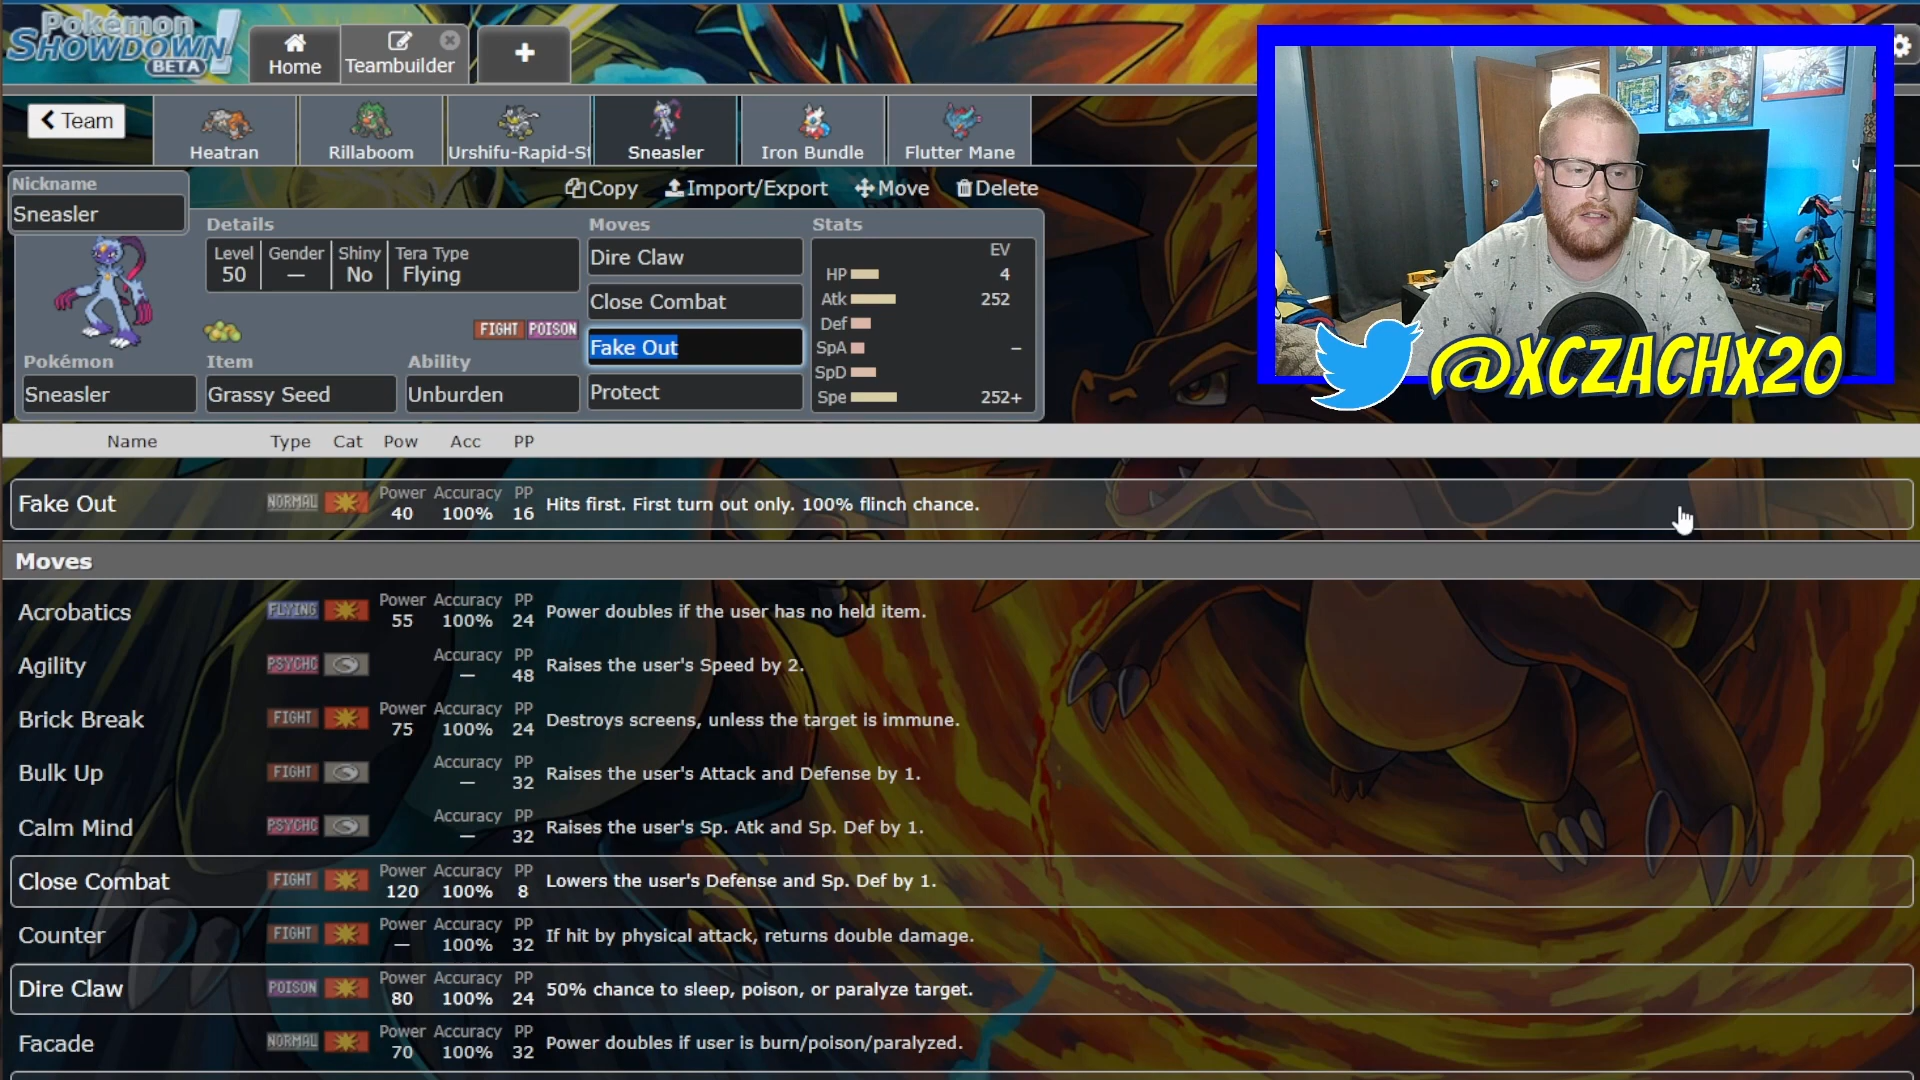 Pokémon
SHOWDOWN!
BETA
Home
Teambuilder
Team
Heatran
Rillaboom
Urshifu-Rapid-St
Sneasler
Iron Bundle
Flutter Mane
Nickname
Sneasler
Copy
Import/Export
Move
Delete
Details
Level
50
Gender
—
Shiny
No
Tera Type
Flying
FIGHT
POISON
Pokémon
Sneasler
Item
Grassy Seed
Ability
Unburden
Moves
Dire Claw
Close Combat
Fake Out
Protect
Stats
EV
HP 4
Atk 252
Def
SpA –
SpD
Spe 252+
@XCZACHX20
Name Type Cat Pow Acc PP
Fake Out NORMAL Power 40 Accuracy 100% PP 16 Hits first. First turn out only. 100% flinch chance.
Moves
Acrobatics FLYING Power 55 Accuracy 100% PP 24 Power doubles if the user has no held item.
Agility PSYCHC Accuracy — PP 48 Raises the user's Speed by 2.
Brick Break FIGHT Power 75 Accuracy 100% PP 24 Destroys screens, unless the target is immune.
Bulk Up FIGHT Accuracy — PP 32 Raises the user's Attack and Defense by 1.
Calm Mind PSYCHC Accuracy — PP 32 Raises the user's Sp. Atk and Sp. Def by 1.
Close Combat FIGHT Power 120 Accuracy 100% PP 8 Lowers the user's Defense and Sp. Def by 1.
Counter FIGHT Power — Accuracy 100% PP 32 If hit by physical attack, returns double damage.
Dire Claw POISON Power 80 Accuracy 100% PP 24 50% chance to sleep, poison, or paralyze target.
Facade NORMAL Power 70 Accuracy 100% PP 32 Power doubles if user is burn/poison/paralyzed.